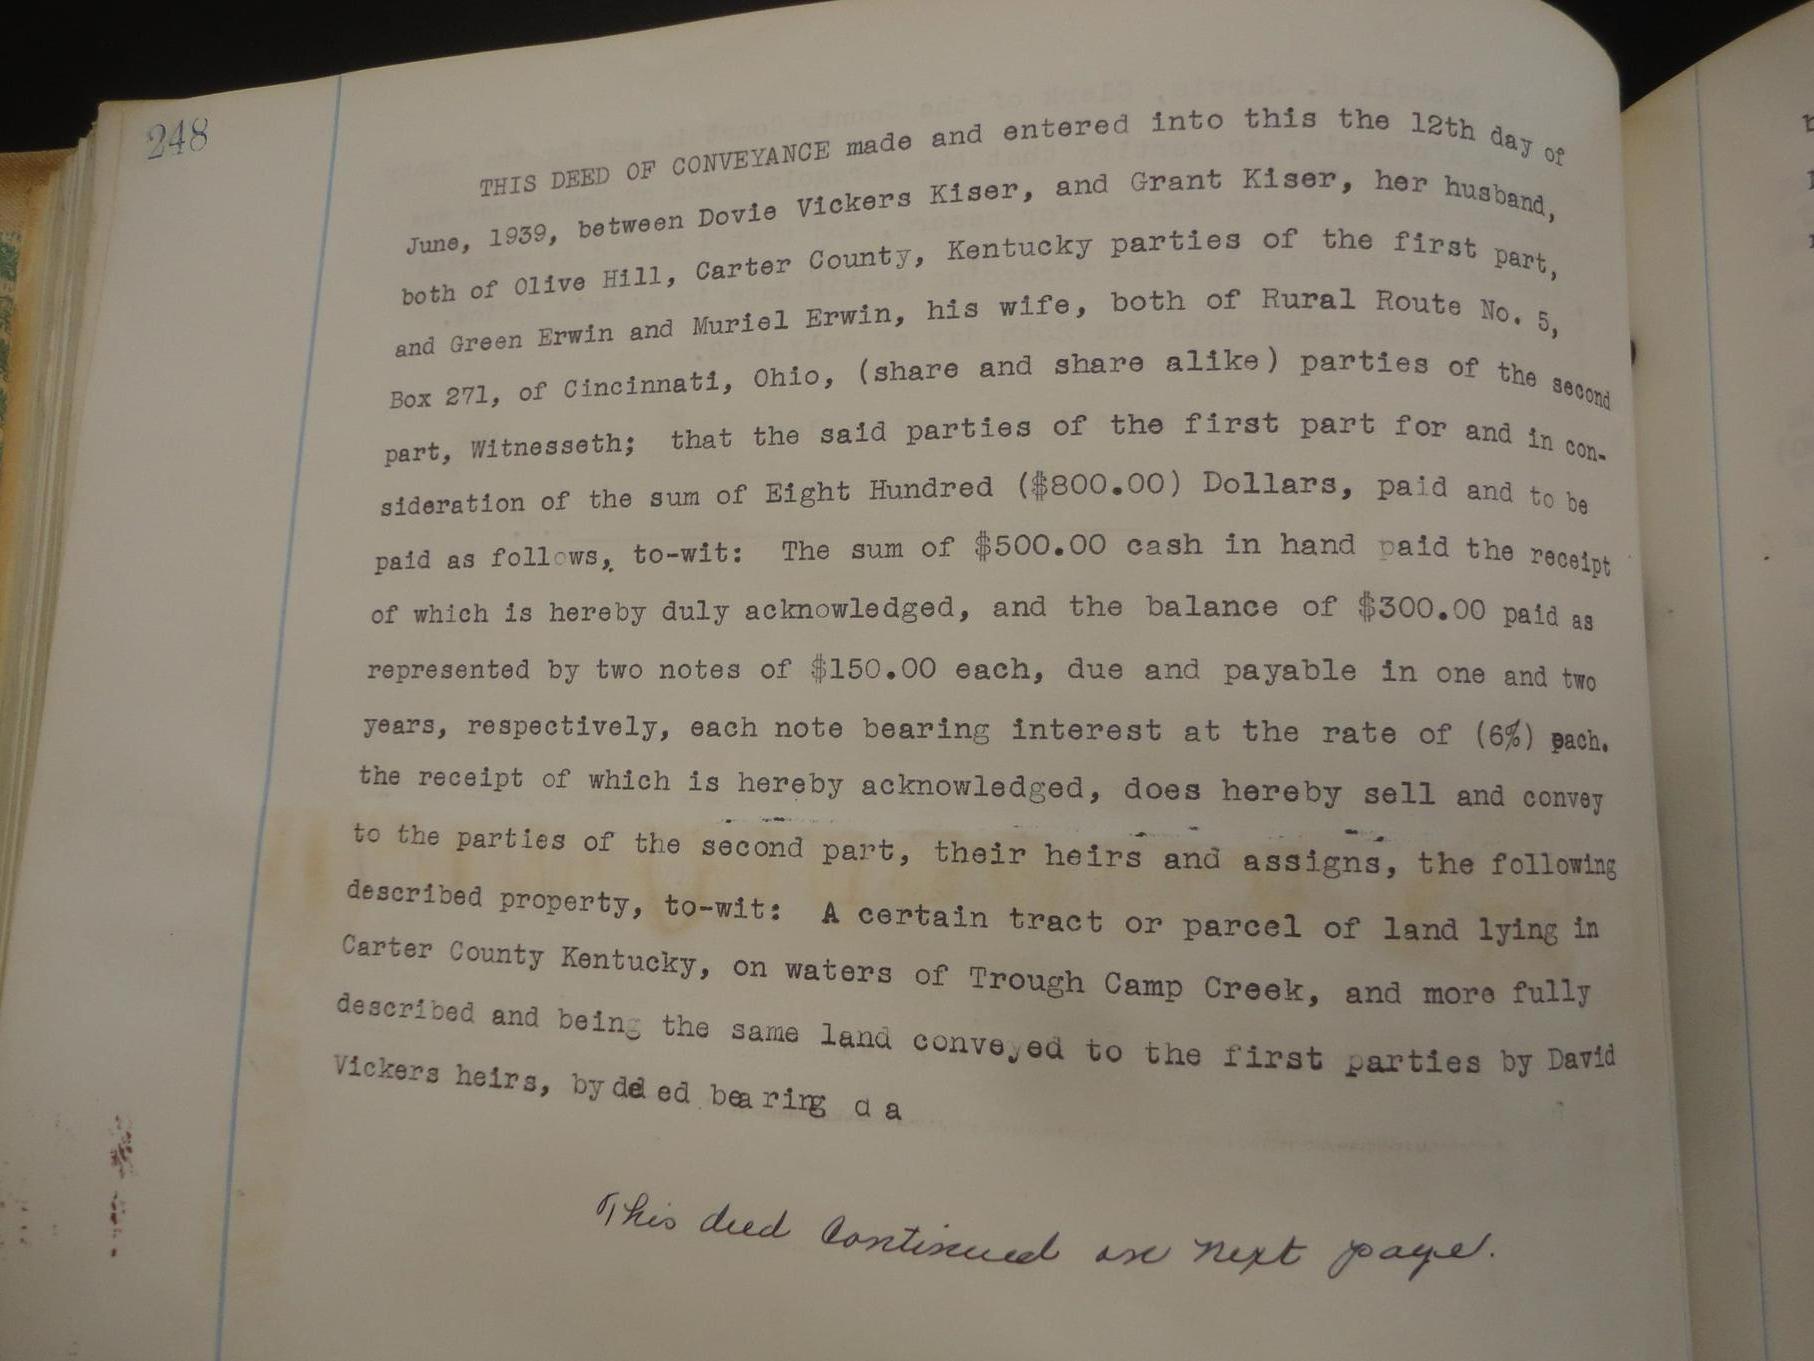 248
THIS DEED OF CONVEYANCE made and entered into this the 12th day of
June, 1939, between Dovie Vickers Kiser, and Grant Kiser, her husband,
both of Olive Hill, Carter County, Kentucky parties of the first part,
and Green Erwin and Muriel Erwin, his wife, both of Rural Route No. 5,
Box 271, of Cincinnati, Ohio, (share and share alike) parties of the second
part, Witnesseth; that the said parties of the first part for and in con-
sideration of the sum of Eight Hundred ($800.00) Dollars, paid and to be
paid as follows, to-wit: The sum of $500.00 cash in hand paid the receipt
of which is hereby duly acknowledged, and the balance of $300.00 paid as
represented by two notes of $150.00 each, due and payable in one and two
years, respectively, each note bearing interest at the rate of (6%) each.
the receipt of which is hereby acknowledged, does hereby sell and convey
to the parties of the second part, their heirs and assigns, the following
described property, to-wit: A certain tract or parcel of land lying in
Carter County Kentucky, on waters of Trough Camp Creek, and more fully
described and being the same land conveyed to the first parties by David
Vickers heirs, by deed bearing da
This deed Continued on next page.